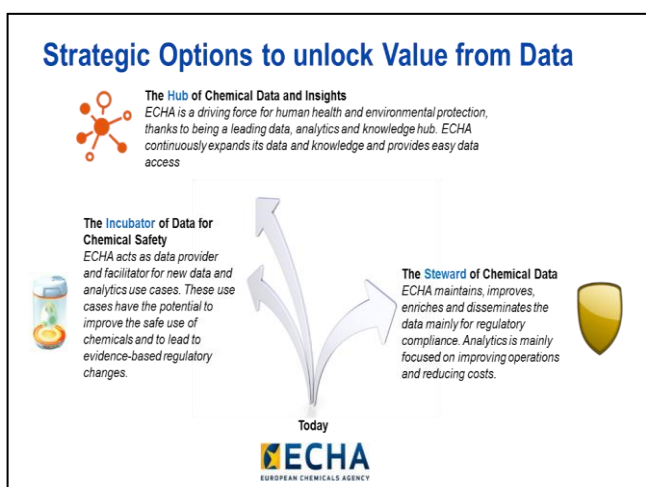 Strategic Options to unlock Value from Data
The Hub of Chemical Data and Insights
ECHA is a driving force for human health and environmental protection,
thanks to being a leading data, analytics and knowledge hub. ECHA
continuously expands its data and knowledge and provides easy data
access
The Incubator of Data for
Chemical Safety
ECHA acts as data provider
and facilitator for new data and
analytics use cases. These use
cases have the potential to
improve the safe use of
chemicals and to lead to
evidence-based regulatory
changes.
The Steward of Chemical Data
ECHA maintains, improves,
enriches and disseminates the
data mainly for regulatory
compliance. Analytics is mainly
focused on improving operations
and reducing costs.
Today
ECHA
EUROPEAN CHEMICALS AGENCY